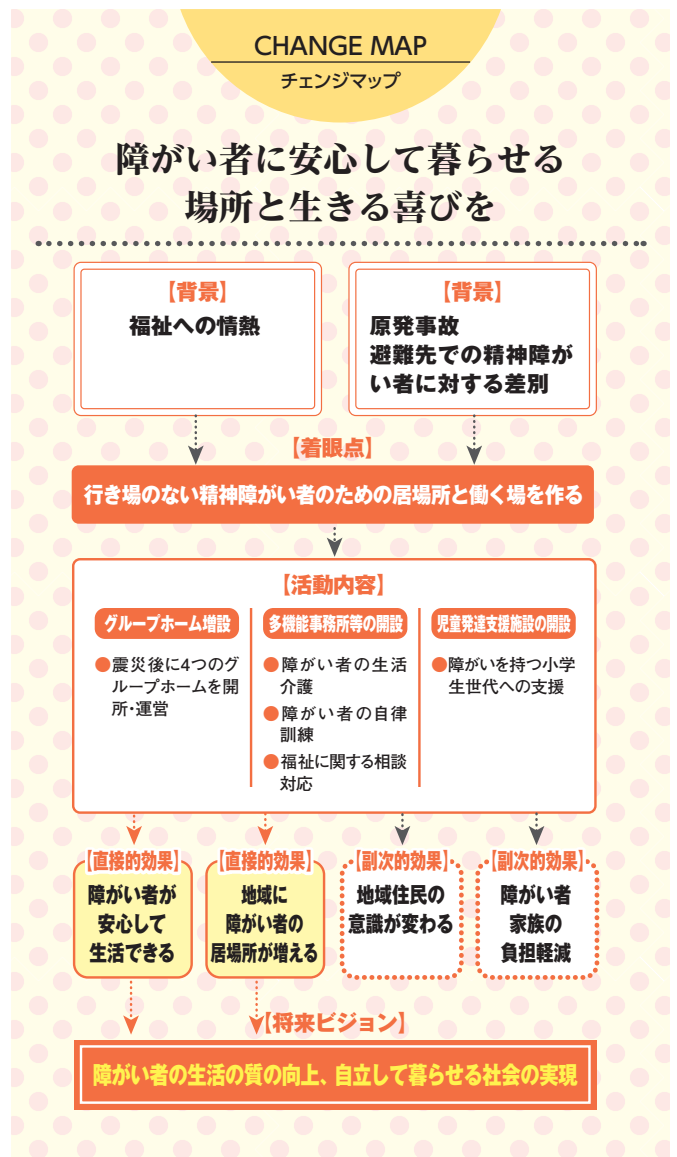 CHANGE MAP
チェンジマップ
障がい者に安心して暮らせる
場所と生きる喜びを
【背景】
福祉への情熱
【背景】
原発事故
避難先での精神障が
い者に対する差別
【着眼点】
行き場のない精神障がい者のための居場所と働く場を作る
【活動内容】
グループホーム増設
●震災後に4つのグ
ループホームを開
所・運営
多機能事務所等の開設
●障がい者の生活
介護
●障がい者の自律
訓練
●福祉に関する相談
対応
児童発達支援施設の開設
●障がいを持つ小学
生世代への支援
【直接的効果】
障がい者が
安心して
生活できる
【直接的効果】
地域に
障がい者の
居場所が増える
【副次的効果】
地域住民の
意識が変わる
【副次的効果】
障がい者
家族の
負担軽減
【将来ビジョン】
障がい者の生活の質の向上、自立して暮らせる社会の実現